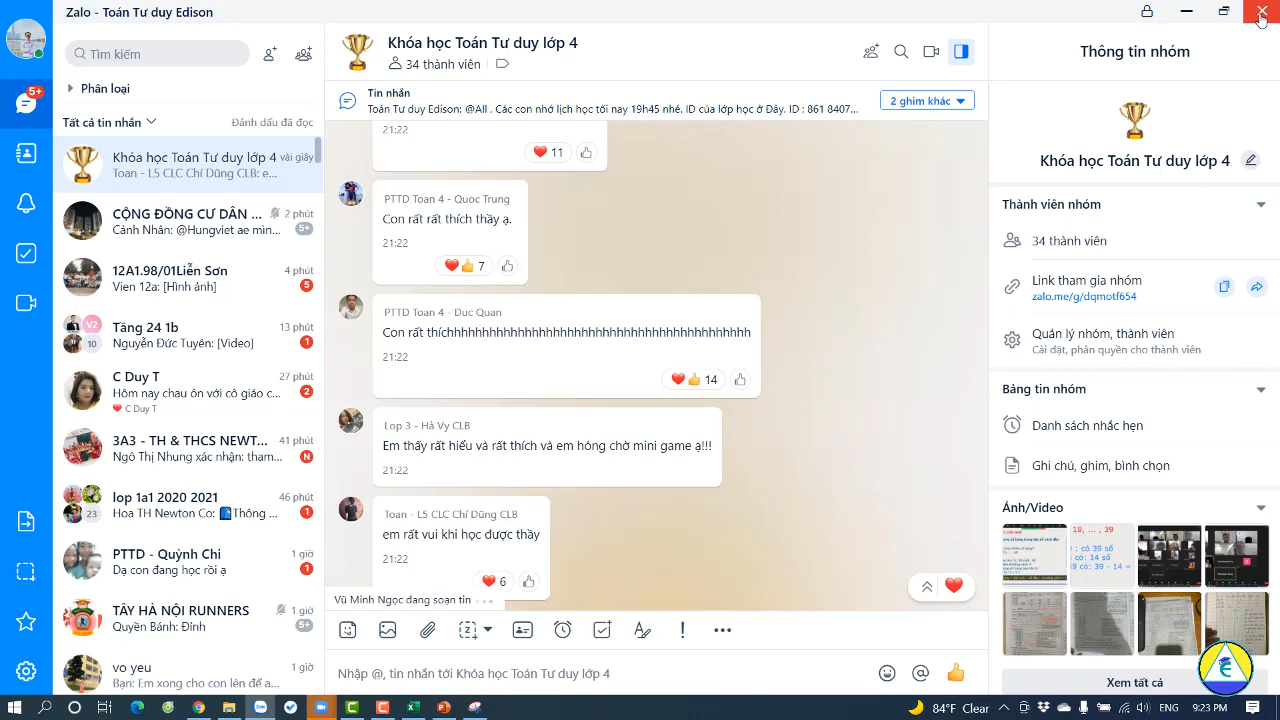 Zalo - Toán Tư duy Edison
5+
Tìm kiếm
Phân loại
Tất cả tin nhắn
Đánh dấu đã đọc
Khóa học Toán Tư duy lớp 4
vài giây
Toan - L5 CLC Chí Dũng CLB: e...
CỘNG ĐỒNG CƯ DÂN ...
2 phút
Cảnh Nhân: @Hungviet ae mìn...
5+
12A1.98/01Liễn Sơn
4 phút
Vien 12a: [Hình ảnh]
5
V2
10
Tầng 24 1b
13 phút
Nguyễn Đức Tuyên: [Video]
1
C Duy T
27 phút
Hôm nay chau ôn với cô giáo c...
2
C Duy T
3A3 - TH & THCS NEWT...
41 phút
Ngô Thị Nhung xác nhận: tham...
N
23
lop 1a1 2020 2021
46 phút
Hoa TH Newton Co: 📘Thông ...
1
PTTD - Quỳnh Chi
1 giờ
Da con đang học rồi ạ
1
TÂY HÀ NỘI RUNNERS
1 giờ
Quyền Bánh: Đỉnh
5+
vo yeu
1 giờ
Bạn: Em xong cho con lên để a...
Khóa học Toán Tư duy lớp 4
34 thành viên
Tin nhắn
Toán Tư duy Edison: @All . Các con nhớ lịch học tối nay 19h45 nhé. ID của lớp học ở Đây. ID : 861 8407...
2 ghim khác
21:22
11
PTTD Toan 4 - Quoc Trung
Con rất rất thích thầy ạ.
21:22
7
PTTD Toan 4 - Duc Quan
Con rất thíchhhhhhhhhhhhhhhhhhhhhhhhhhhhhhhhhhhhhhhhhhh
21:22
14
Lop 3 - Hà Vy CLB
Em thấy rất hiểu và rất thích và em hóng chờ mini game ạ!!!
21:22
Toan - L5 CLC Chí Dũng CLB
em rất vui khi học được thầy
21:22
6
Vũ Minh Ngọc đang soạn tin
Nhập @, tin nhắn tới Khóa học Toán Tư duy lớp 4
Thông tin nhóm
Khóa học Toán Tư duy lớp 4
Thành viên nhóm
34 thành viên
Link tham gia nhóm
zalo.me/g/dqmotf654
Quản lý nhóm, thành viên
Cài đặt, phân quyền cho thành viên
Bảng tin nhóm
Danh sách nhắc hẹn
Ghi chú, ghim, bình chọn
Ảnh/Video
Xem tất cả
84°F Clear
ENG
9:23 PM